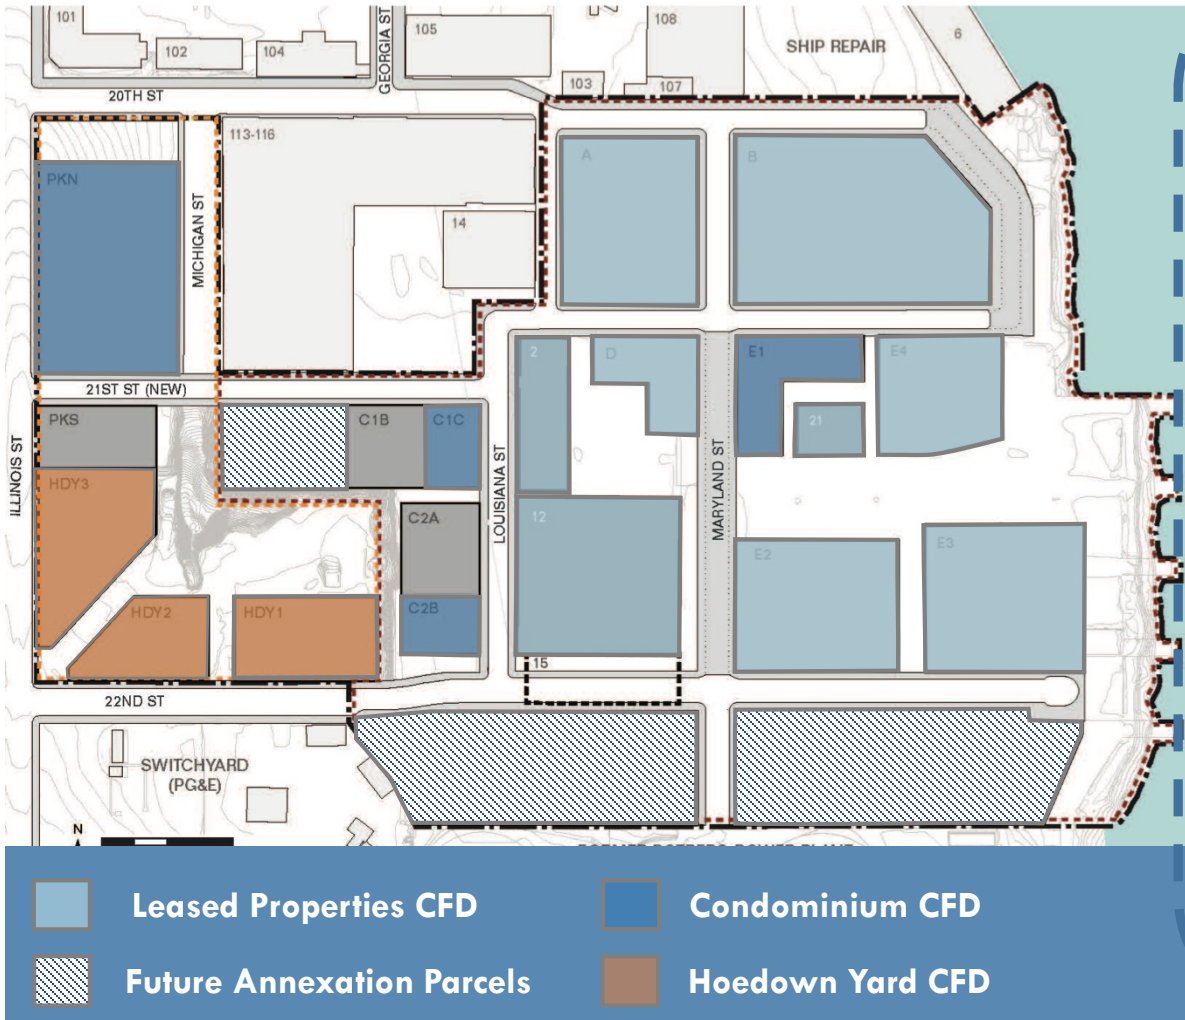 101
102
104
GEORGIA ST
105
103
108
107
SHIP REPAIR
6
20TH ST
113-116
14
A
B
PKN
MICHIGAN ST
21ST ST (NEW)
2
D
E1
E4
21
PKS
C1B
C1C
ILLINOIS ST
HDY3
LOUISIANA ST
MARYLAND ST
C2A
12
E2
E3
HDY2
HDY1
C2B
15
22ND ST
SWITCHYARD
(PG&E)
N
Leased Properties CFD
Condominium CFD
Future Annexation Parcels
Hoedown Yard CFD